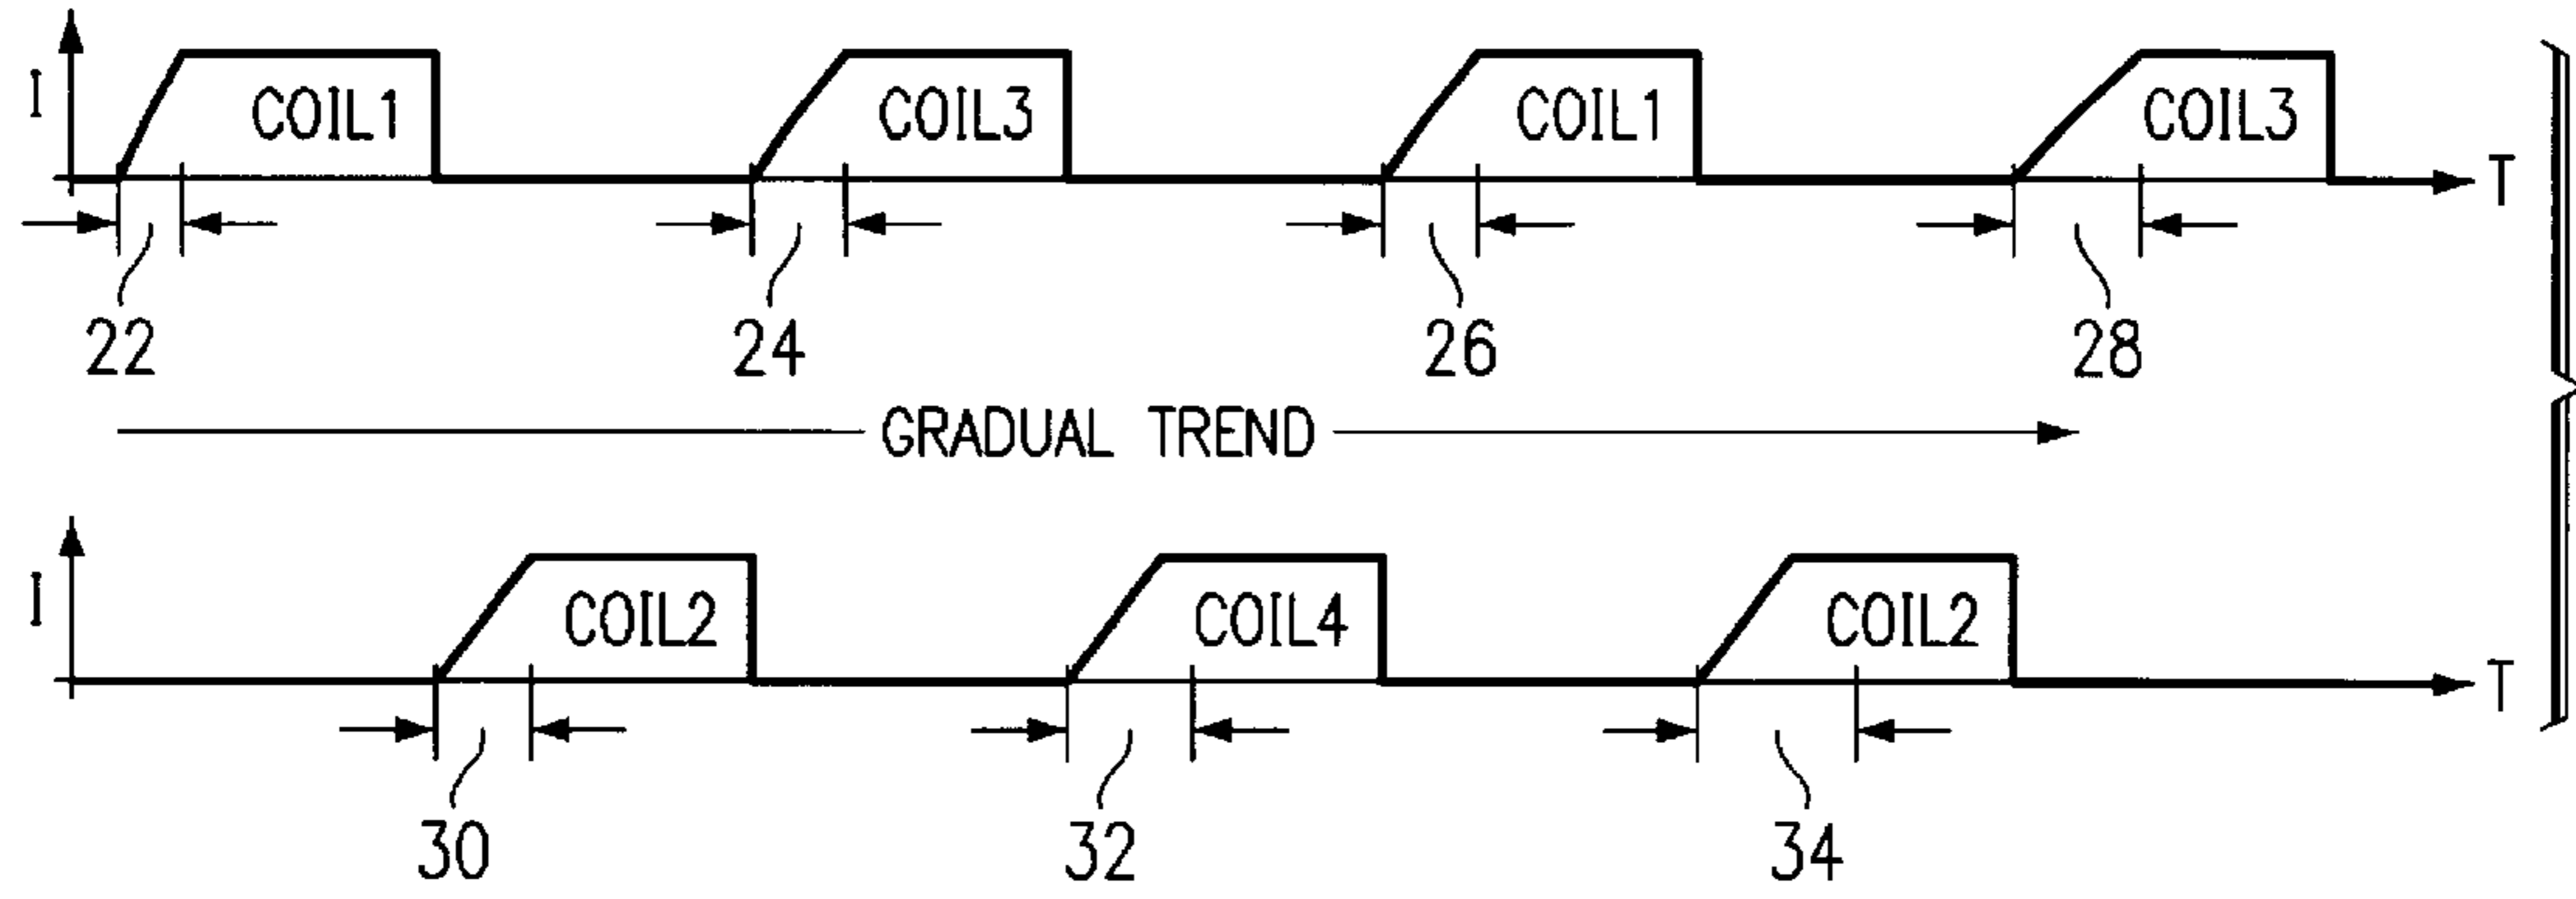 I
COIL1
COIL3
COIL1
COIL3
T
22
24
26
28
GRADUAL TREND
I
COIL2
COIL4
COIL2
T
30
32
34